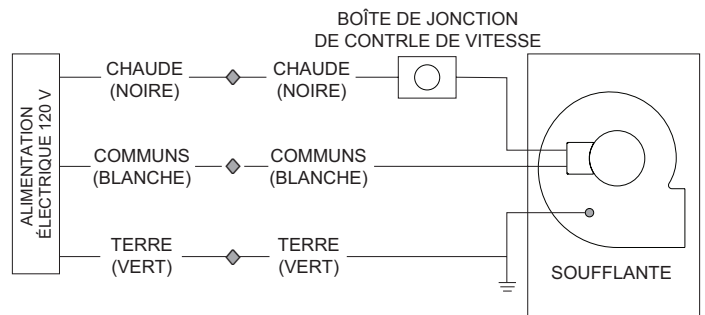 BOÎTE DE JONCTION
DE CONTRLE DE VITESSE
ALIMENTATION
ÉLECTRIQUE 120 V
CHAUDE
(NOIRE)
CHAUDE
(NOIRE)
COMMUNS
(BLANCHE)
COMMUNS
(BLANCHE)
TERRE
(VERT)
TERRE
(VERT)
SOUFFLANTE